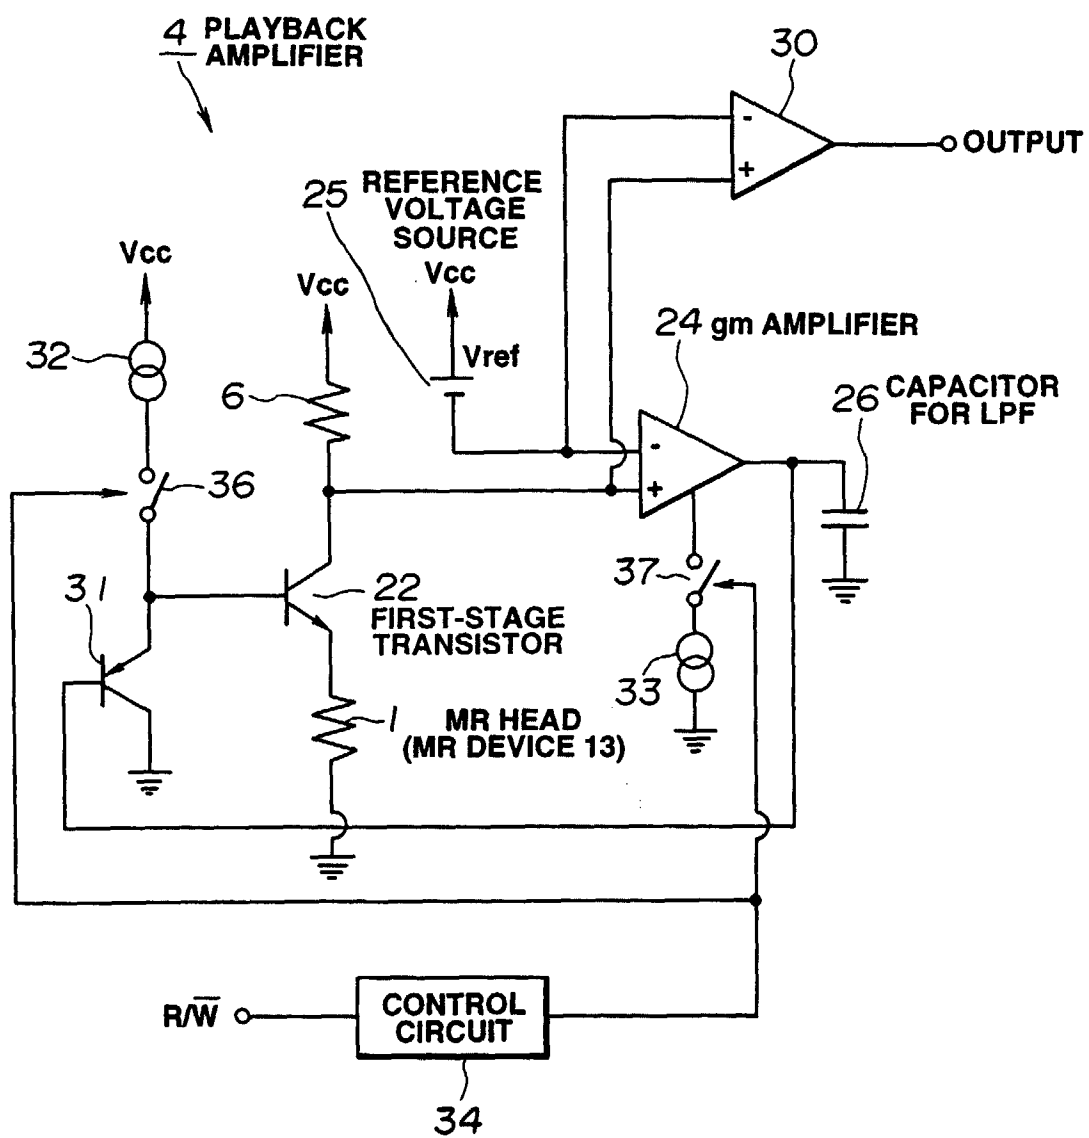 4 PLAYBACK
AMPLIFIER
30
-
+
OUTPUT
25 REFERENCE
VOLTAGE
SOURCE
Vcc
Vcc
Vcc
Vref
24 gm AMPLIFIER
32
6
26 CAPACITOR
FOR LPF
-
+
36
37
31
22
FIRST-STAGE
TRANSISTOR
33
1 MR HEAD
(MR DEVICE 13)
R/W̅
CONTROL
CIRCUIT
34